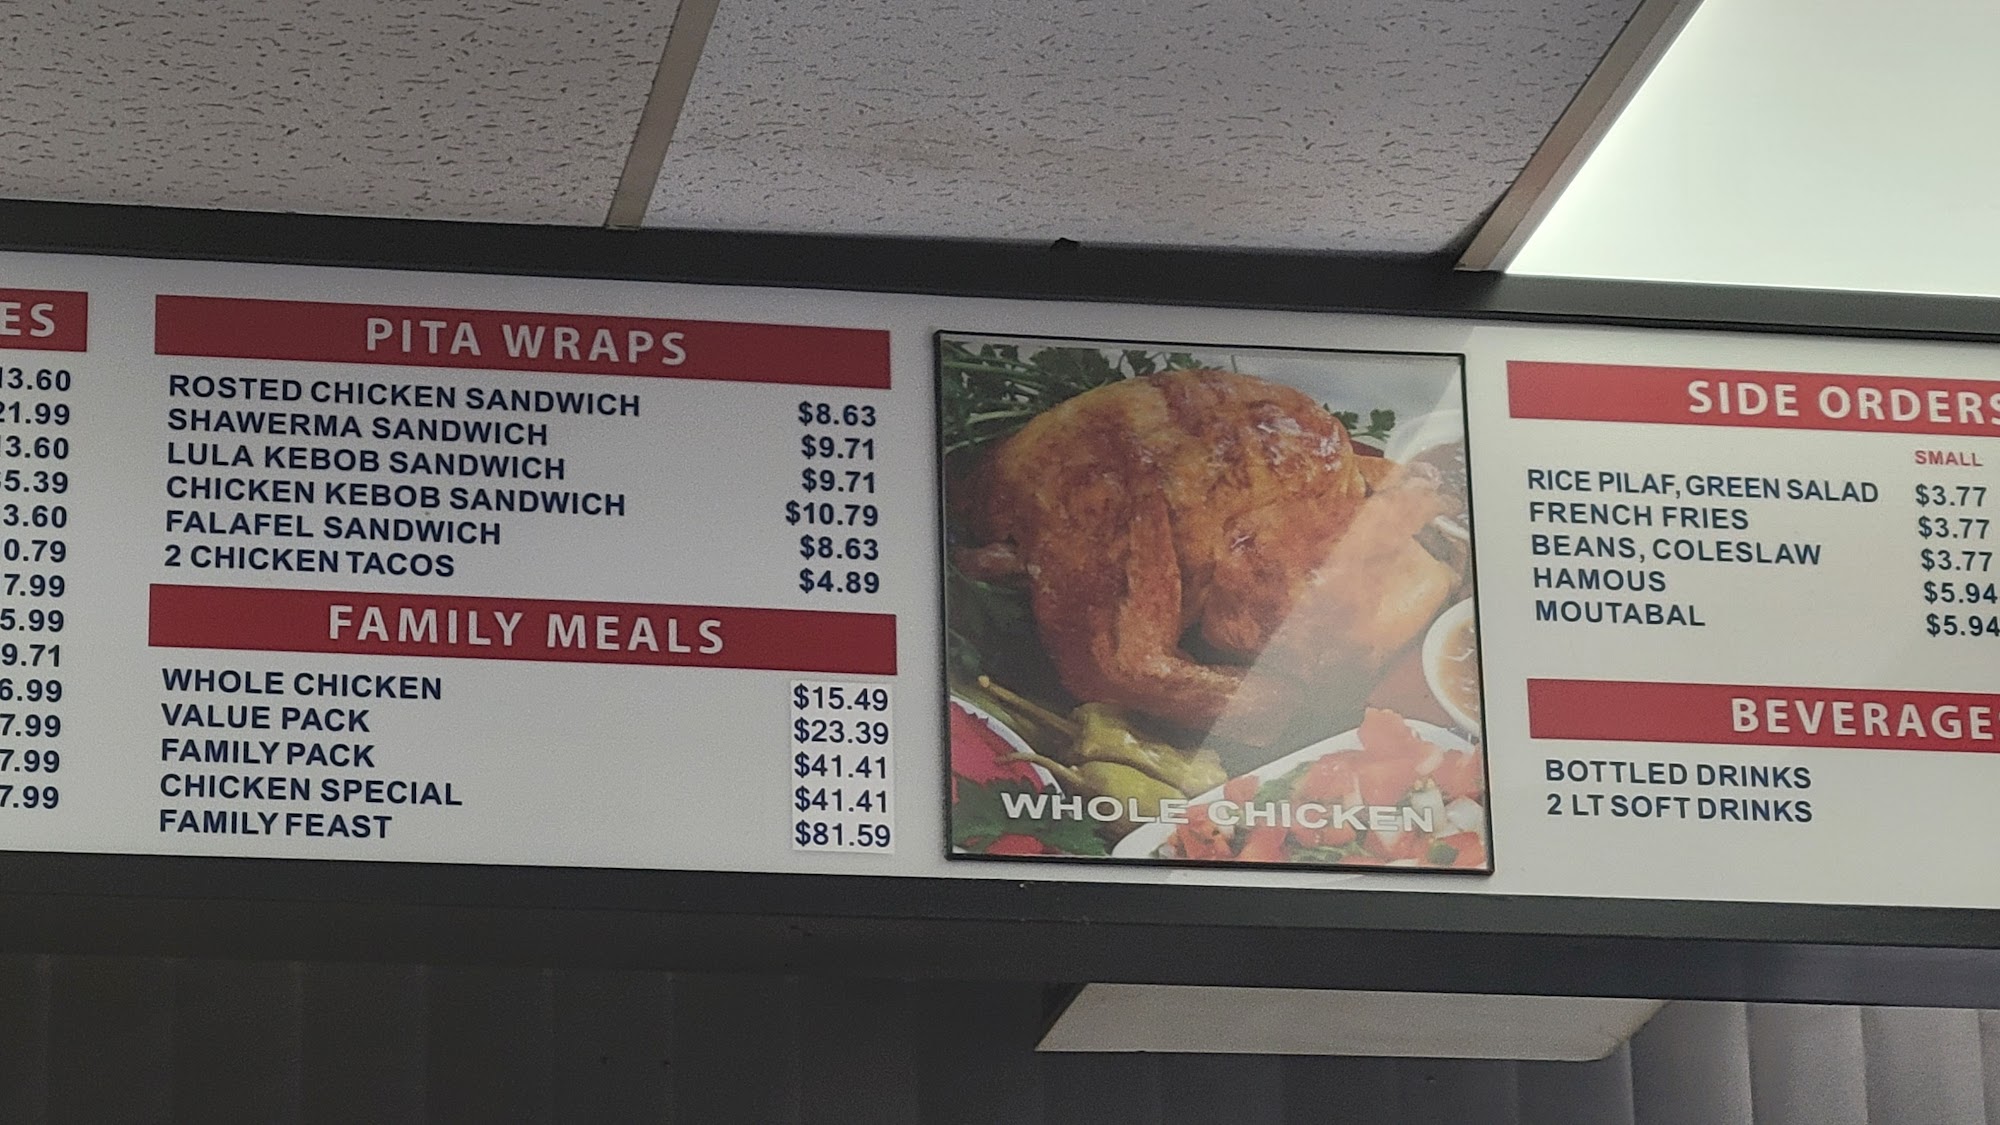 ES
13.60
21.99
13.60
5.39
3.60
0.79
7.99
5.99
9.71
6.99
7.99
7.99
7.99
PITA WRAPS
ROSTED CHICKEN SANDWICH $8.63
SHAWERMA SANDWICH $9.71
LULA KEBOB SANDWICH $9.71
CHICKEN KEBOB SANDWICH $10.79
FALAFEL SANDWICH $8.63
2 CHICKEN TACOS $4.89
FAMILY MEALS
WHOLE CHICKEN $15.49
VALUE PACK $23.39
FAMILY PACK $41.41
CHICKEN SPECIAL $41.41
FAMILY FEAST $81.59
WHOLE CHICKEN
SIDE ORDERS
SMALL
RICE PILAF, GREEN SALAD $3.77
FRENCH FRIES $3.77
BEANS, COLESLAW $3.77
HAMOUS $5.94
MOUTABAL $5.94
BEVERAGE
BOTTLED DRINKS
2 LT SOFT DRINKS